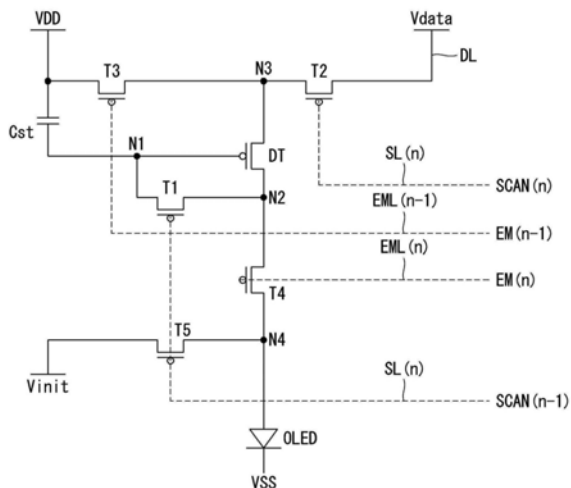 VDD
Vdata
T3
N3
T2
DL
Cst
N1
DT
SL(n)
T1
N2
SCAN(n)
EML(n-1)
EM(n-1)
EML(n)
EM(n)
T4
T5
N4
Vinit
SL(n)
SCAN(n-1)
OLED
VSS